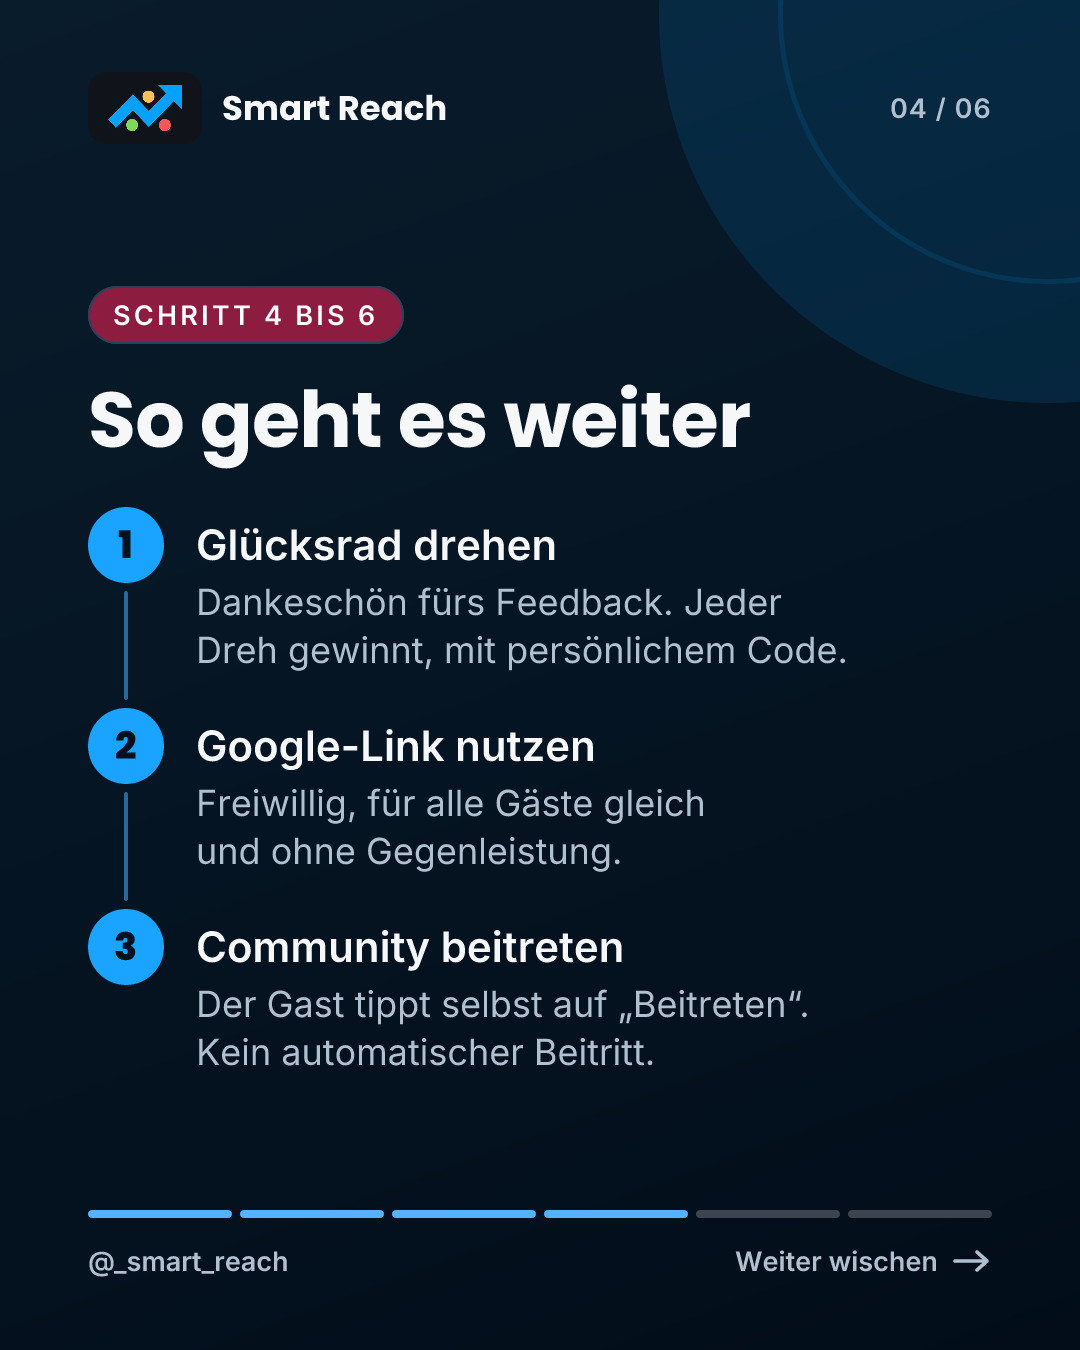 Smart Reach
04 / 06
SCHRITT 4 BIS 6
So geht es weiter
1
Glücksrad drehen
Dankeschön fürs Feedback. Jeder
Dreh gewinnt, mit persönlichem Code.
2
Google-Link nutzen
Freiwillig, für alle Gäste gleich
und ohne Gegenleistung.
3
Community beitreten
Der Gast tippt selbst auf „Beitreten“.
Kein automatischer Beitritt.
@_smart_reach
Weiter wischen →